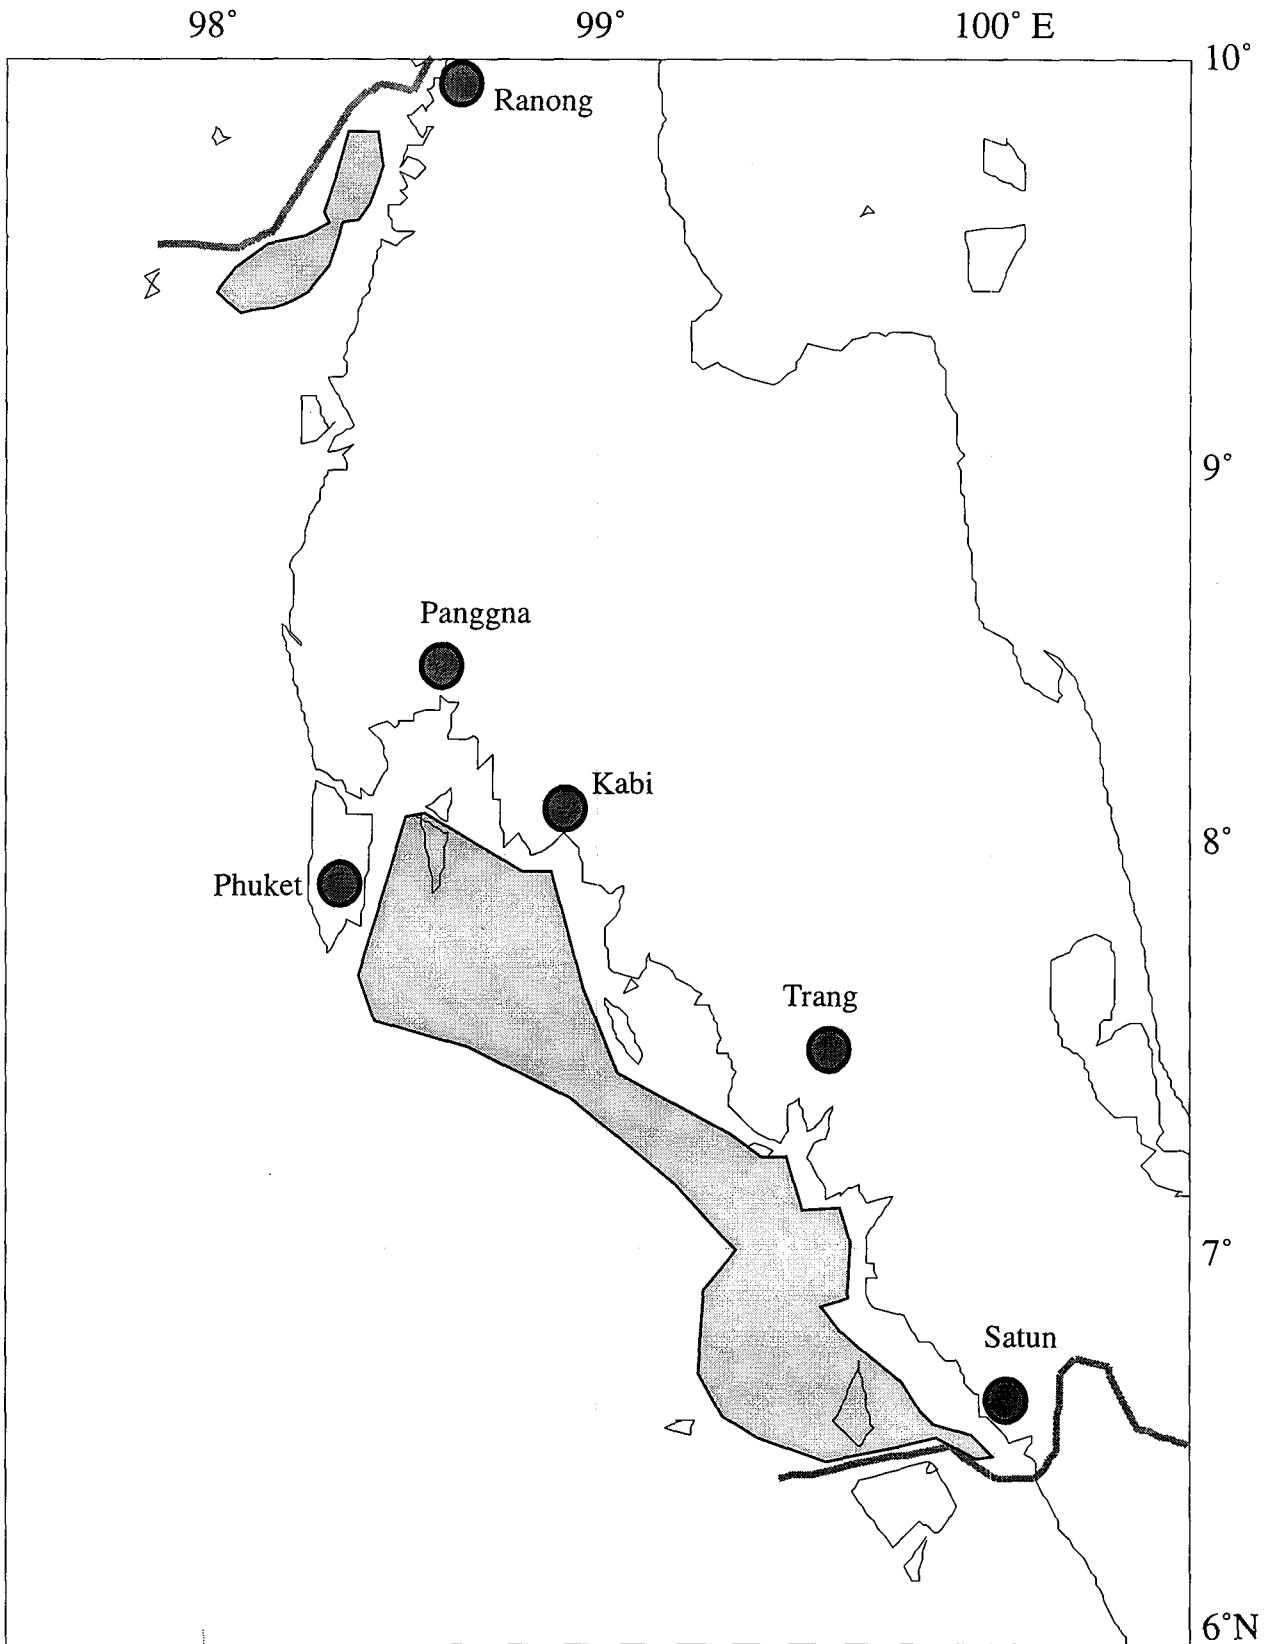 98° 99° 100° E
10°
Ranong
9°
Panggna
Kabi
8°
Phuket
Trang
7°
Satun
6°N